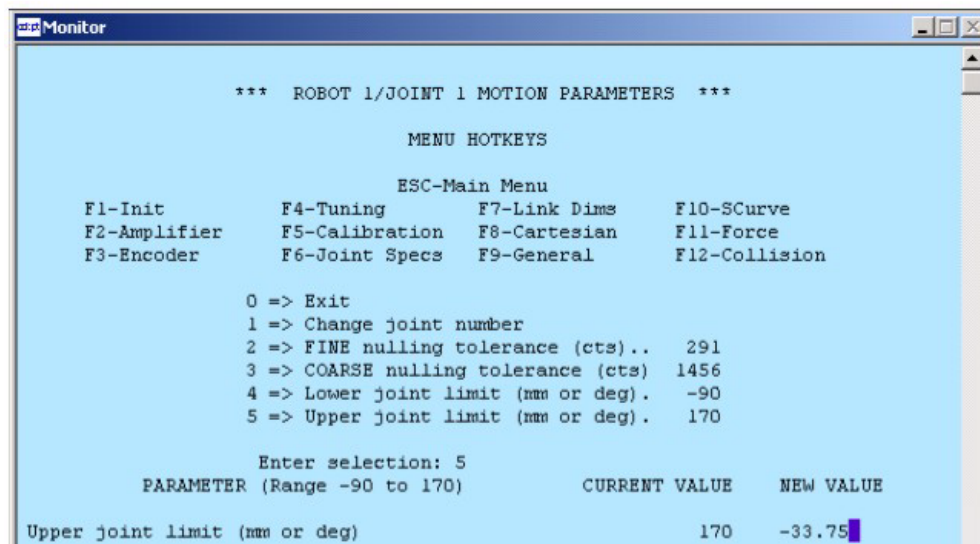 Monitor
*** ROBOT 1/JOINT 1 MOTION PARAMETERS ***
MENU HOTKEYS
ESC-Main Menu
F1-Init F4-Tuning F7-Link Dims F10-SCurve
F2-Amplifier F5-Calibration F8-Cartesian F11-Force
F3-Encoder F6-Joint Specs F9-General F12-Collision
0 => Exit
1 => Change joint number
2 => FINE nulling tolerance (cts).. 291
3 => COARSE nulling tolerance (cts) 1456
4 => Lower joint limit (mm or deg). -90
5 => Upper joint limit (mm or deg). 170
Enter selection: 5
PARAMETER (Range -90 to 170) CURRENT VALUE NEW VALUE
Upper joint limit (mm or deg) 170 -33.75